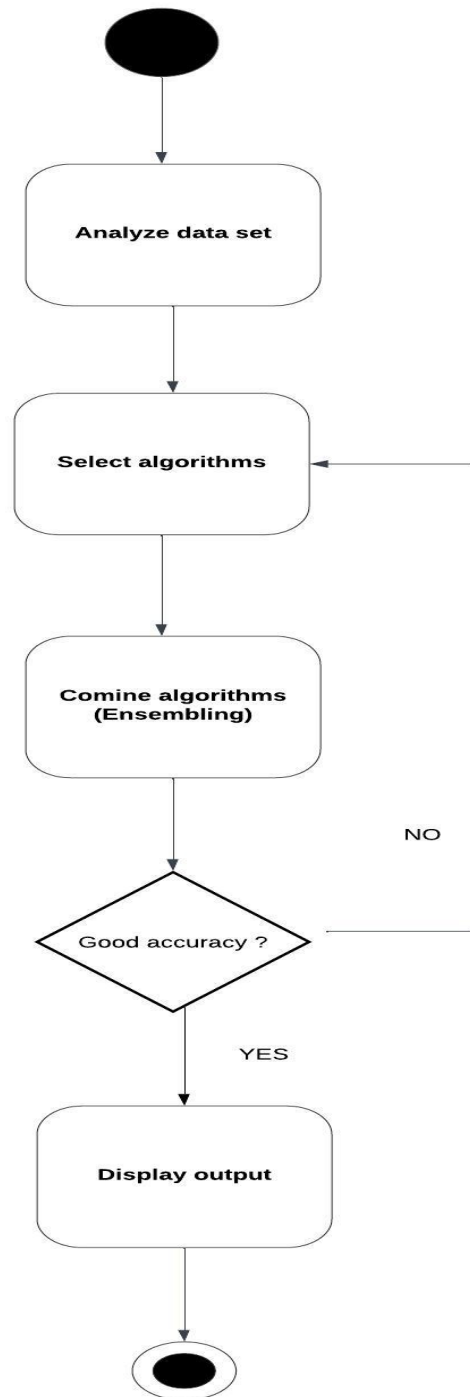 Analyze data set
Select algorithms
Comine algorithms
(Ensembling)
NO
Good accuracy ?
YES
Display output